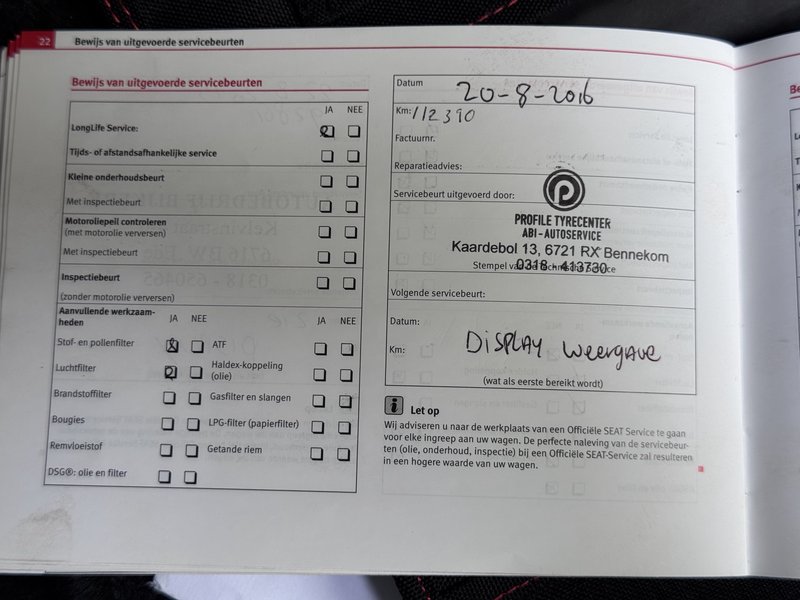 22 Bewijs van uitgevoerde servicebeurten
Bewijs van uitgevoerde servicebeurten
JA NEE
LongLife Service:
Tijds- of afstandsafhankelijke service
Kleine onderhoudsbeurt
Met inspectiebeurt
Motoroliepeil controleren
(met motorolie verversen)
Met inspectiebeurt
Inspectiebeurt
(zonder motorolie verversen)
Aanvullende werkzaam-
heden
JA NEE JA NEE
Stof- en pollenfilter ATF
Luchtfilter Haldex-koppeling
(olie)
Brandstoffilter Gasfilter en slangen
Bougies LPG-filter (papierfilter)
Remvloeistof Getande riem
DSG®: olie en filter
Datum 20-8-2016
Km: 112390
Factuurnr.
Reparatieadvies:
Servicebeurt uitgevoerd door:
PROFILE TYRECENTER
ABI-AUTOSERVICE
Kaardebol 13, 6721 RX Bennekom
0318-413730
Stempel van de Technische Service
Volgende servicebeurt:
Datum:
Km: DISPLAY weergave
(wat als eerste bereikt wordt)
Let op
Wij adviseren u naar de werkplaats van een Officiële SEAT Service te gaan
voor elke ingreep aan uw wagen. De perfecte naleving van de servicebeur-
ten (olie, onderhoud, inspectie) bij een Officiële SEAT-Service zal resulteren
in een hogere waarde van uw wagen.